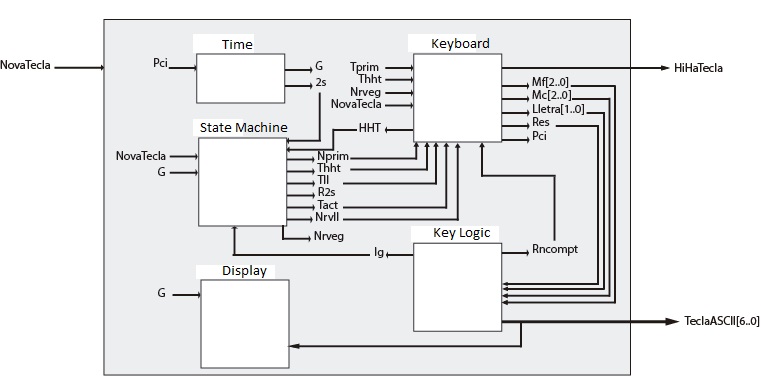 Time
Keyboard
NovaTecla
Pci
G
2s
Tprim
Thht
Nrveg
NovaTecla
HiHaTecla
Mf[2..0]
Mc[2..0]
Lletra[1..0]
Res
Pci
State Machine
HHT
NovaTecla
G
Nprim
Thht
Tll
R2s
Tact
Nrvll
Nrveg
Key Logic
Ig
Rncompt
Display
G
TeclaASCII[6..0]